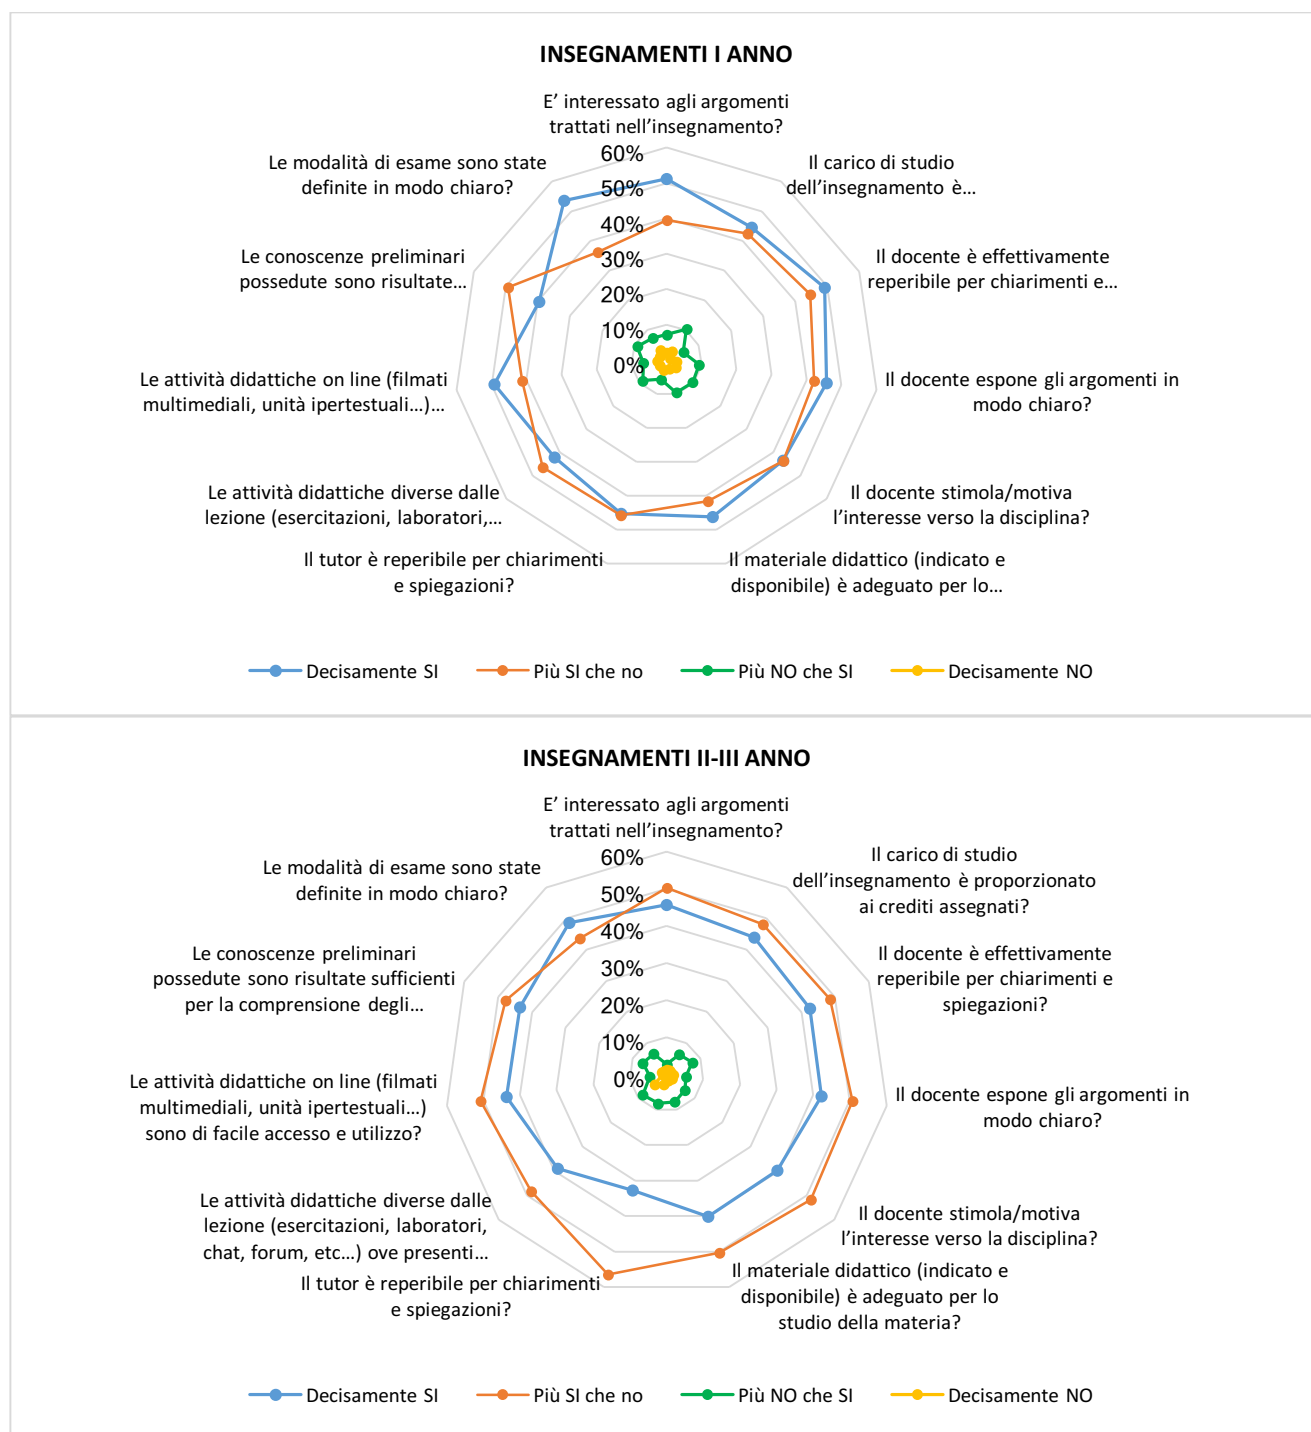 INSEGNAMENTI I ANNO
E’ interessato agli argomenti
trattati nell’insegnamento?
Il carico di studio
dell’insegnamento è…
Il docente è effettivamente
reperibile per chiarimenti e…
Il docente espone gli argomenti in
modo chiaro?
Il docente stimola/motiva
l’interesse verso la disciplina?
Il materiale didattico (indicato e
disponibile) è adeguato per lo…
Il tutor è reperibile per chiarimenti
e spiegazioni?
Le attività didattiche diverse dalle
lezione (esercitazioni, laboratori,…
Le attività didattiche on line (filmati
multimediali, unità ipertestuali…)…
Le conoscenze preliminari
possedute sono risultate…
Le modalità di esame sono state
definite in modo chiaro?
60%
50%
40%
30%
20%
10%
0%
Decisamente SI
Più SI che no
Più NO che SI
Decisamente NO
INSEGNAMENTI II-III ANNO
E’ interessato agli argomenti
trattati nell’insegnamento?
Il carico di studio
dell’insegnamento è proporzionato
ai crediti assegnati?
Il docente è effettivamente
reperibile per chiarimenti e
spiegazioni?
Il docente espone gli argomenti in
modo chiaro?
Il docente stimola/motiva
l’interesse verso la disciplina?
Il materiale didattico (indicato e
disponibile) è adeguato per lo
studio della materia?
Il tutor è reperibile per chiarimenti
e spiegazioni?
Le attività didattiche diverse dalle
lezione (esercitazioni, laboratori,
chat, forum, etc…) ove presenti…
Le attività didattiche on line (filmati
multimediali, unità ipertestuali…)
sono di facile accesso e utilizzo?
Le conoscenze preliminari
possedute sono risultate sufficienti
per la comprensione degli…
Le modalità di esame sono state
definite in modo chiaro?
60%
50%
40%
30%
20%
10%
0%
Decisamente SI
Più SI che no
Più NO che SI
Decisamente NO